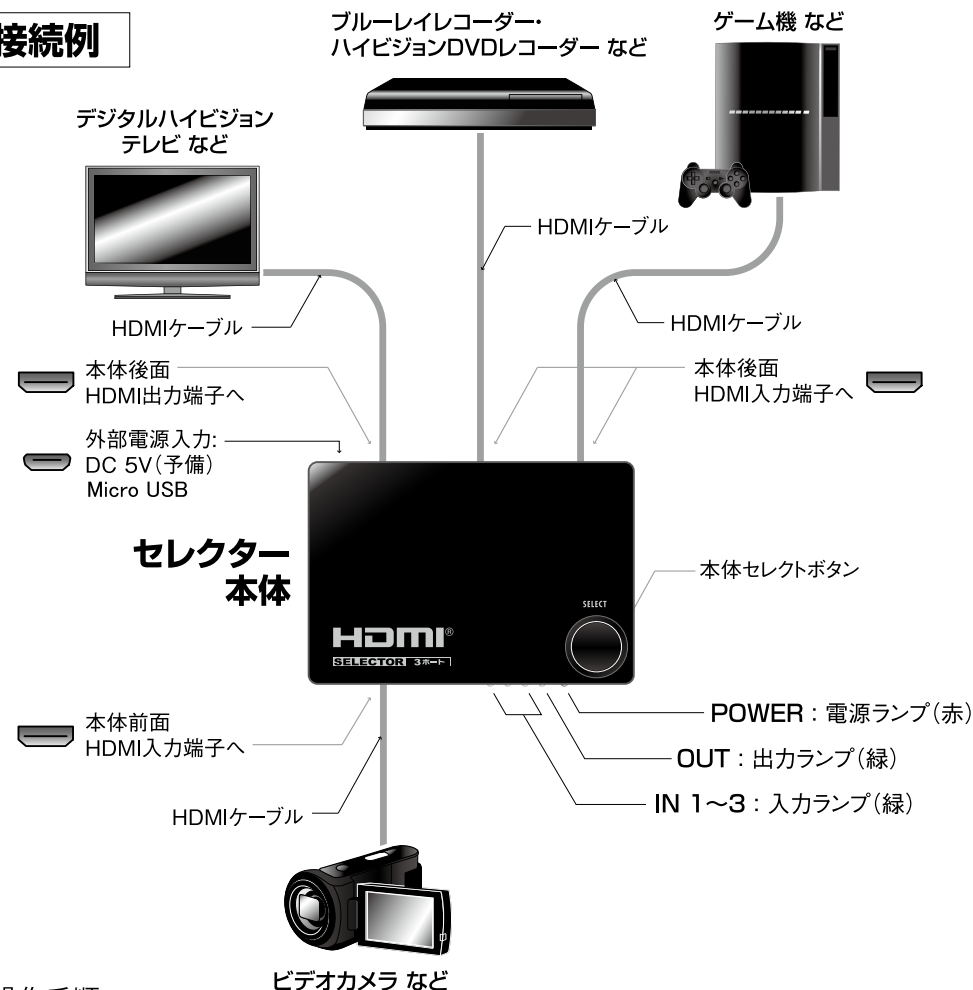 接続例
ブルーレイレコーダー・
ハイビジョンDVDレコーダー など
ゲーム機 など
デジタルハイビジョン
テレビ など
HDMIケーブル
HDMIケーブル
HDMIケーブル
本体後面
HDMI出力端子へ
本体後面
HDMI入力端子へ
外部電源入力:
DC 5V(予備)
Micro USB
セレクター
本体
本体セレクトボタン
SELECT
HDMI®
SELECTOR 3ポート
本体前面
HDMI入力端子へ
POWER：電源ランプ(赤)
OUT：出力ランプ(緑)
IN 1～3：入力ランプ(緑)
HDMIケーブル
ビデオカメラ など